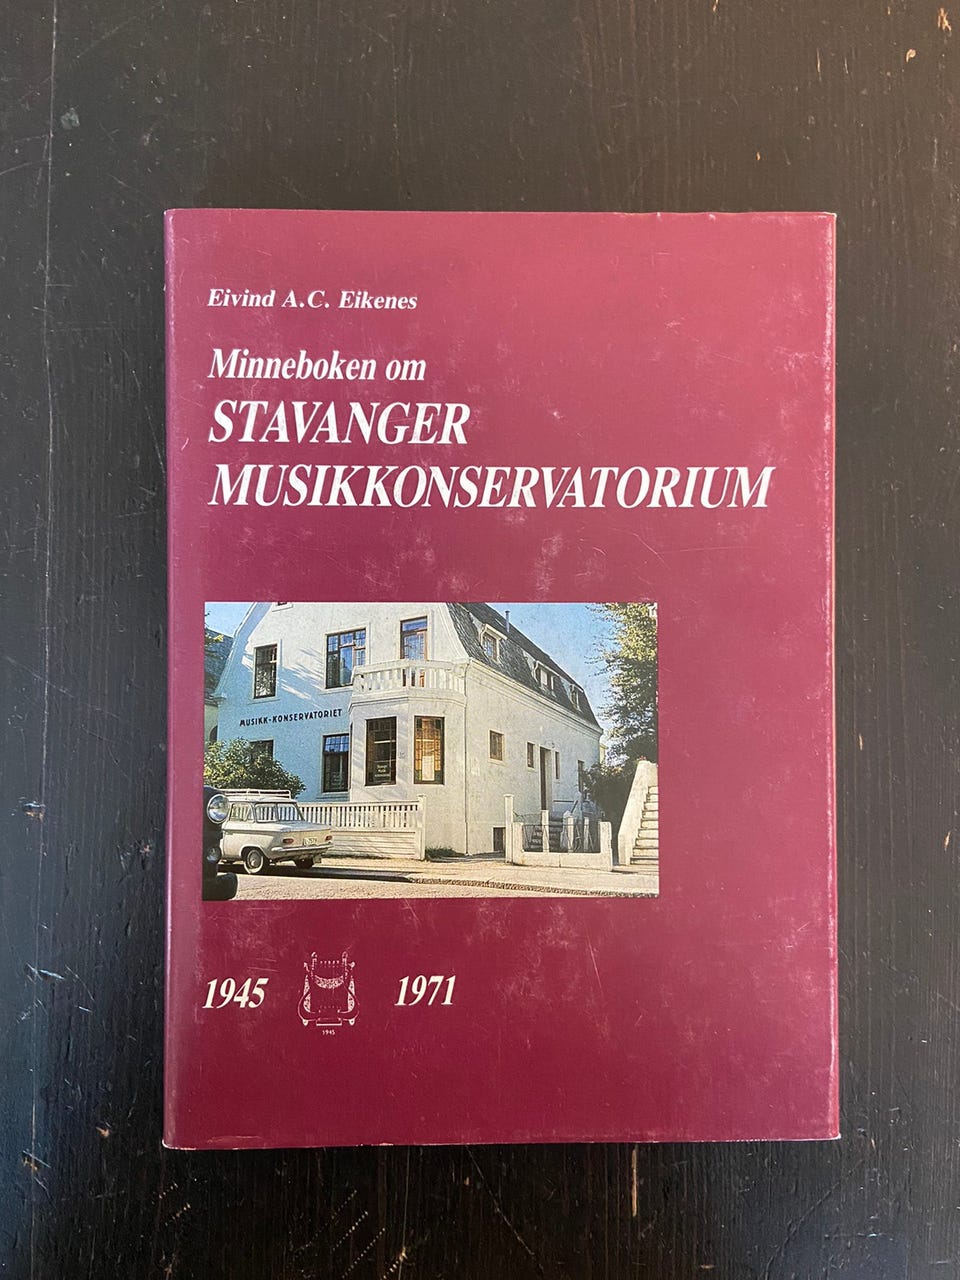 Eivind A.C. Eikenes
Minneboken om
STAVANGER
MUSIKKONSERVATORIUM
MUSIKK-KONSERVATORIET
1945 1971
1945